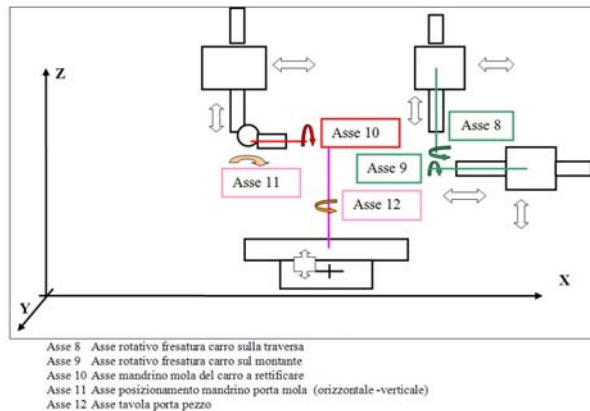 Z
Asse 10
Asse 8
Asse 11
Asse 9
Asse 12
X
Y
Asse 8 Asse rotativo fresatura carro sulla traversa
Asse 9 Asse rotativo fresatura carro sul montante
Asse 10 Asse mandrino mola del carro a rettificare
Asse 11 Asse posizionamento mandrino porta mola (orizzontale -verticale)
Asse 12 Asse tavola porta pezzo